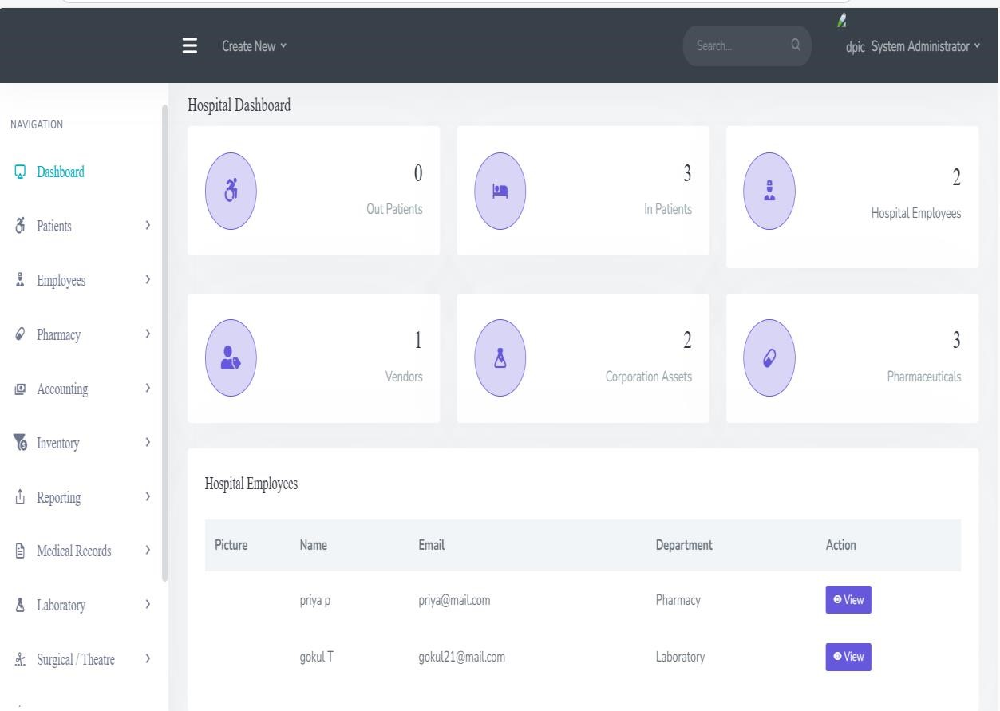 Create New
Search...
dpic System Administrator
NAVIGATION
Dashboard
Patients
Employees
Pharmacy
Accounting
Inventory
Reporting
Medical Records
Laboratory
Surgical / Theatre
Hospital Dashboard
0
Out Patients
3
In Patients
2
Hospital Employees
1
Vendors
2
Corporation Assets
3
Pharmaceuticals
Hospital Employees
Picture Name Email Department Action
priya p priya@mail.com Pharmacy View
gokul T gokul21@mail.com Laboratory View